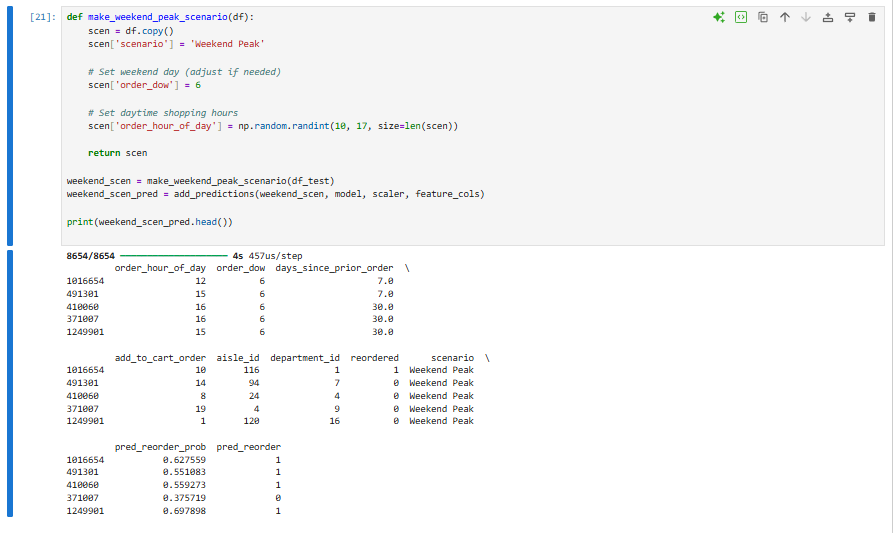 [21]: def make_weekend_peak_scenario(df):
    scen = df.copy()
    scen['scenario'] = 'Weekend Peak'

    # Set weekend day (adjust if needed)
    scen['order_dow'] = 6

    # Set daytime shopping hours
    scen['order_hour_of_day'] = np.random.randint(10, 17, size=len(scen))

    return scen

weekend_scen = make_weekend_peak_scenario(df_test)
weekend_scen_pred = add_predictions(weekend_scen, model, scaler, feature_cols)

print(weekend_scen_pred.head())

8654/8654 ━━━━━━━━━━━━━━━━━━━━ 4s 457us/step
         order_hour_of_day  order_dow  days_since_prior_order  \
1016654                 12          6                     7.0
491301                  15          6                     7.0
410060                  16          6                    30.0
371007                  16          6                    30.0
1249901                 15          6                    30.0

         add_to_cart_order  aisle_id  department_id  reordered      scenario  \
1016654                 10       116              1          1  Weekend Peak
491301                  14        94              7          0  Weekend Peak
410060                   8        24              4          0  Weekend Peak
371007                  19         4              9          0  Weekend Peak
1249901                  1       120             16          0  Weekend Peak

         pred_reorder_prob  pred_reorder
1016654           0.627559             1
491301            0.551083             1
410060            0.559273             1
371007            0.375719             0
1249901           0.697898             1